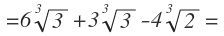 =6∛3 +3∛3 -4∛2 =